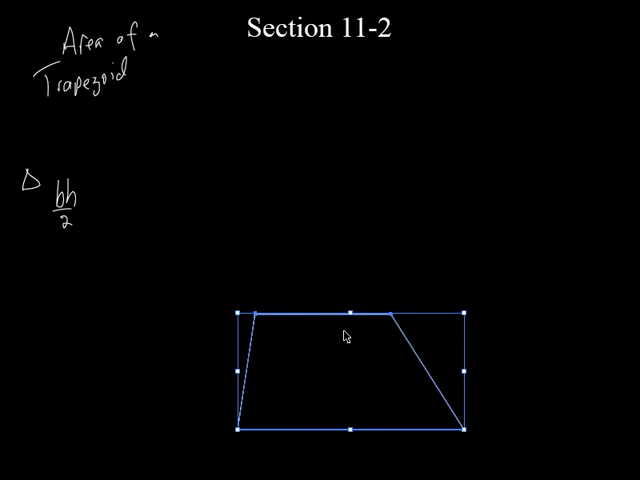 Section 11-2
Area of a
Trapezoid
Δ
bh
2